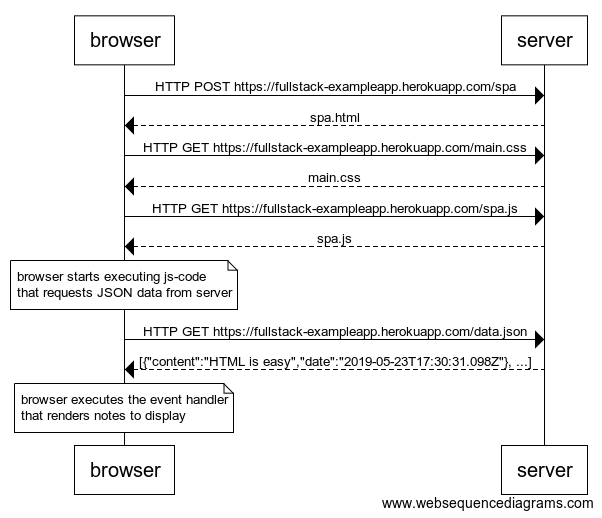 browser server
HTTP POST https://fullstack-exampleapp.herokuapp.com/spa
spa.html
HTTP GET https://fullstack-exampleapp.herokuapp.com/main.css
main.css
HTTP GET https://fullstack-exampleapp.herokuapp.com/spa.js
spa.js
browser starts executing js-code
that requests JSON data from server
HTTP GET https://fullstack-exampleapp.herokuapp.com/data.json
[{"content":"HTML is easy","date":"2019-05-23T17:30:31.098Z"}, ...]
browser executes the event handler
that renders notes to display
browser server
www.websequencediagrams.com